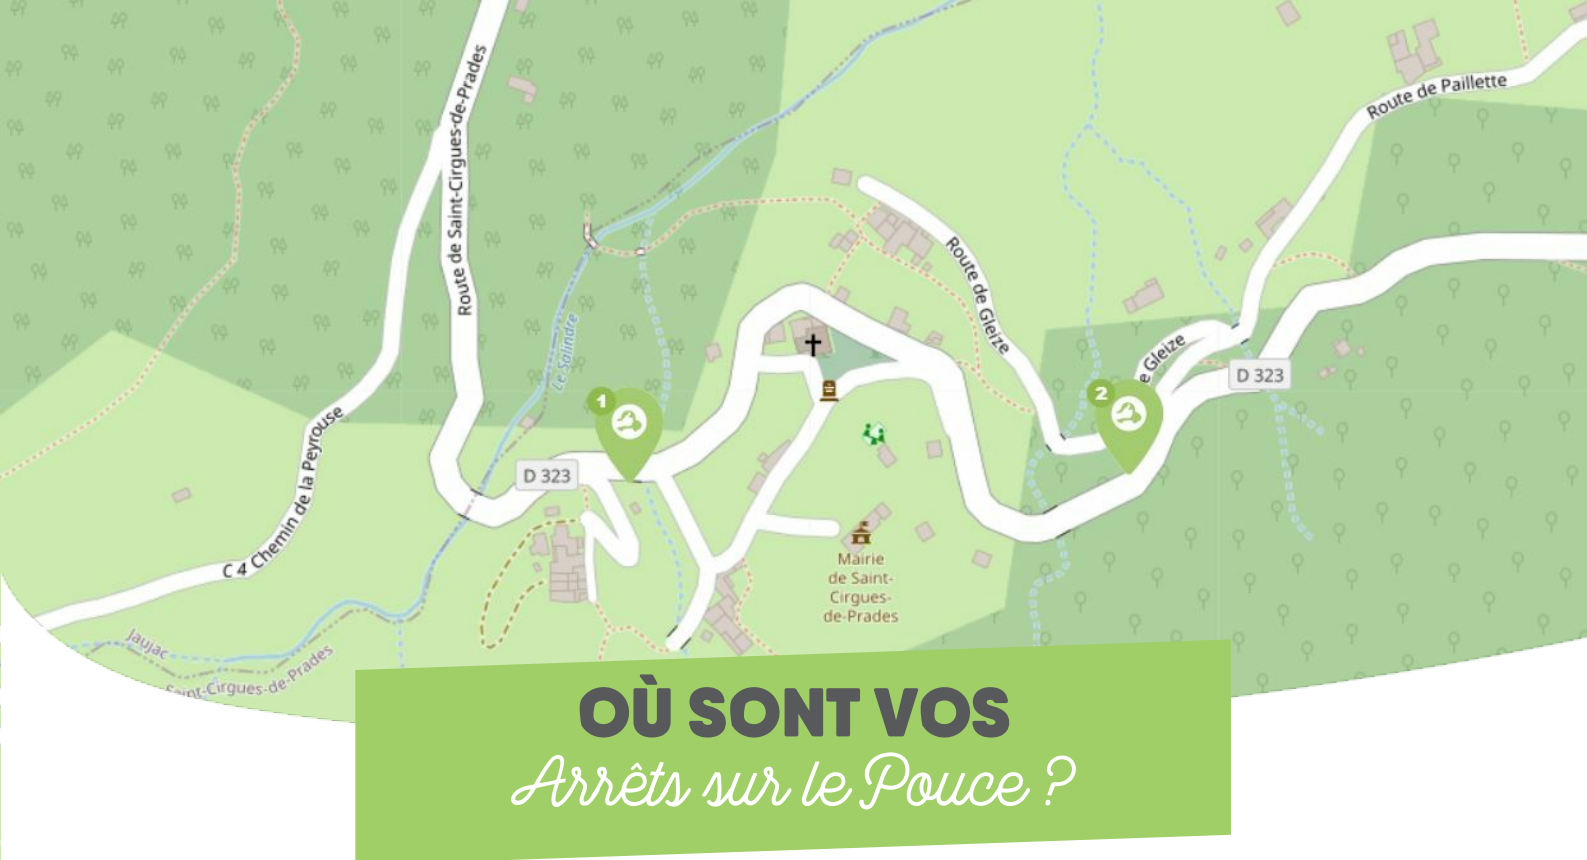 Route de Saint-Cirgues-de-Prades
Route de Paillette
Route de Gleize
Le Salindre
e Gleize
D 323
1
2
C 4 Chemin de la Peyrouse
D 323
Mairie
de Saint-
Cirgues-
de-Prades
Jaujac
Saint-Cirgues-de-Prades
OÙ SONT VOS
Arrêts sur le Pouce ?